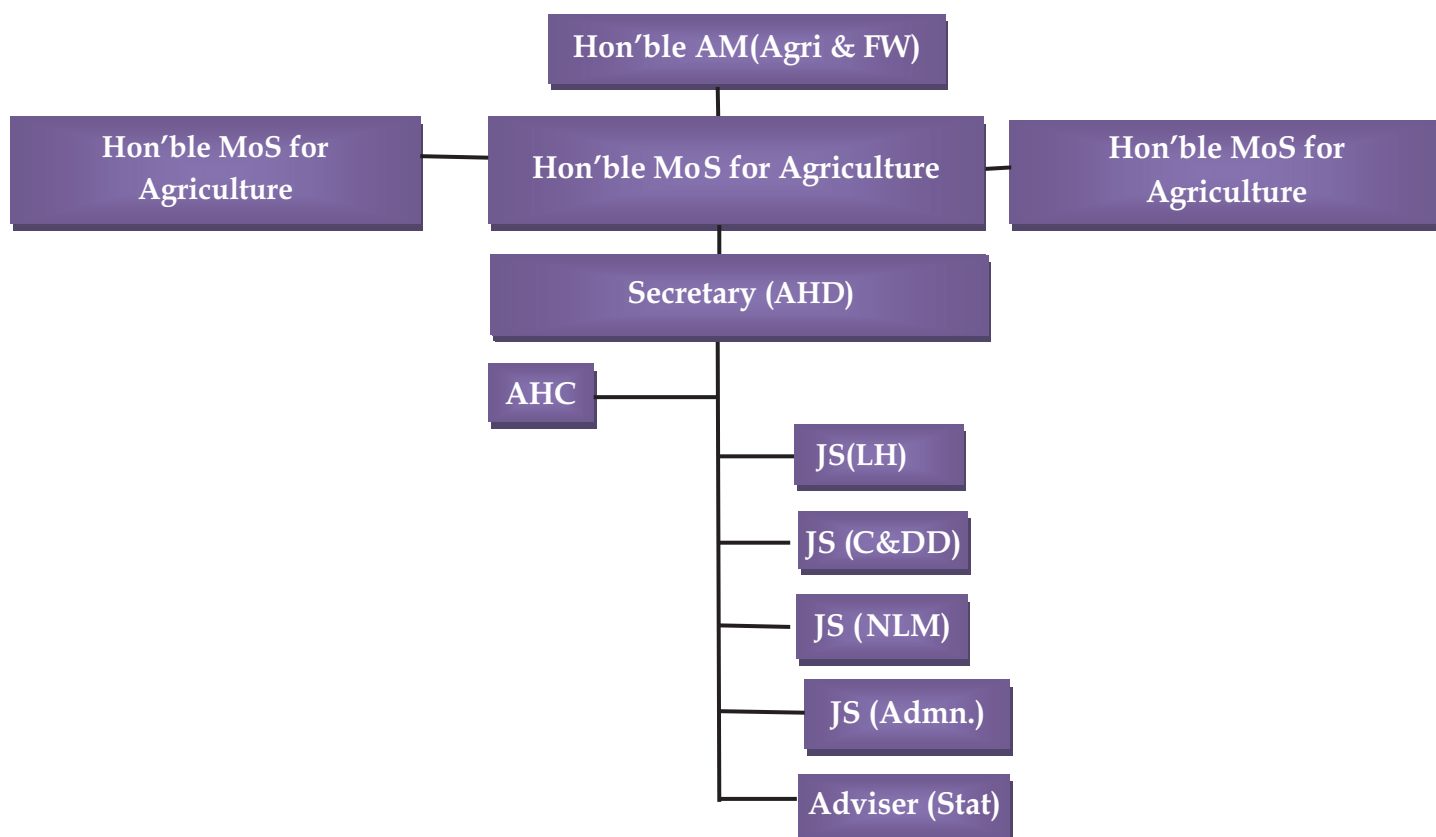 Hon’ble AM(Agri & FW)
Hon’ble MoS for
Agriculture
Hon’ble MoS for Agriculture
Hon’ble MoS for
Agriculture
Secretary (AHD)
AHC
JS(LH)
JS (C&DD)
JS (NLM)
JS (Admn.)
Adviser (Stat)